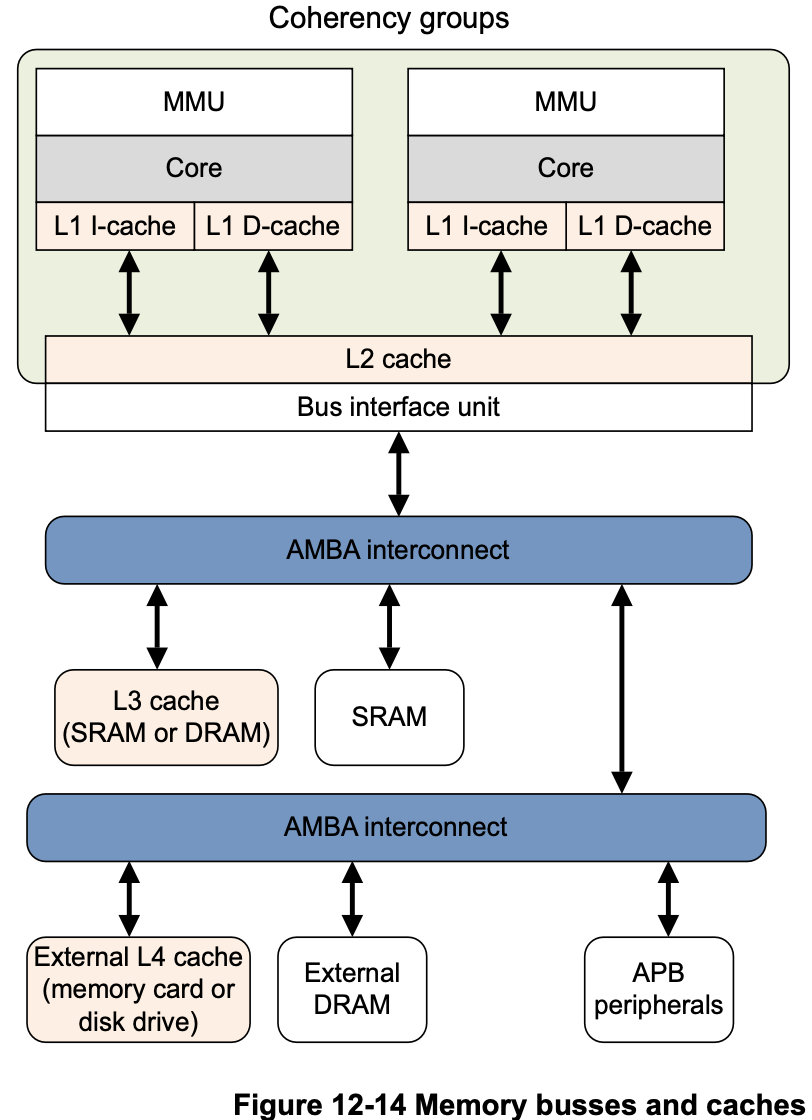 Coherency groups
MMU
MMU
Core
Core
L1 I-cache
L1 D-cache
L1 I-cache
L1 D-cache
L2 cache
Bus interface unit
AMBA interconnect
L3 cache
(SRAM or DRAM)
SRAM
AMBA interconnect
External L4 cache
(memory card or
disk drive)
External
DRAM
APB
peripherals
Figure 12-14 Memory busses and caches